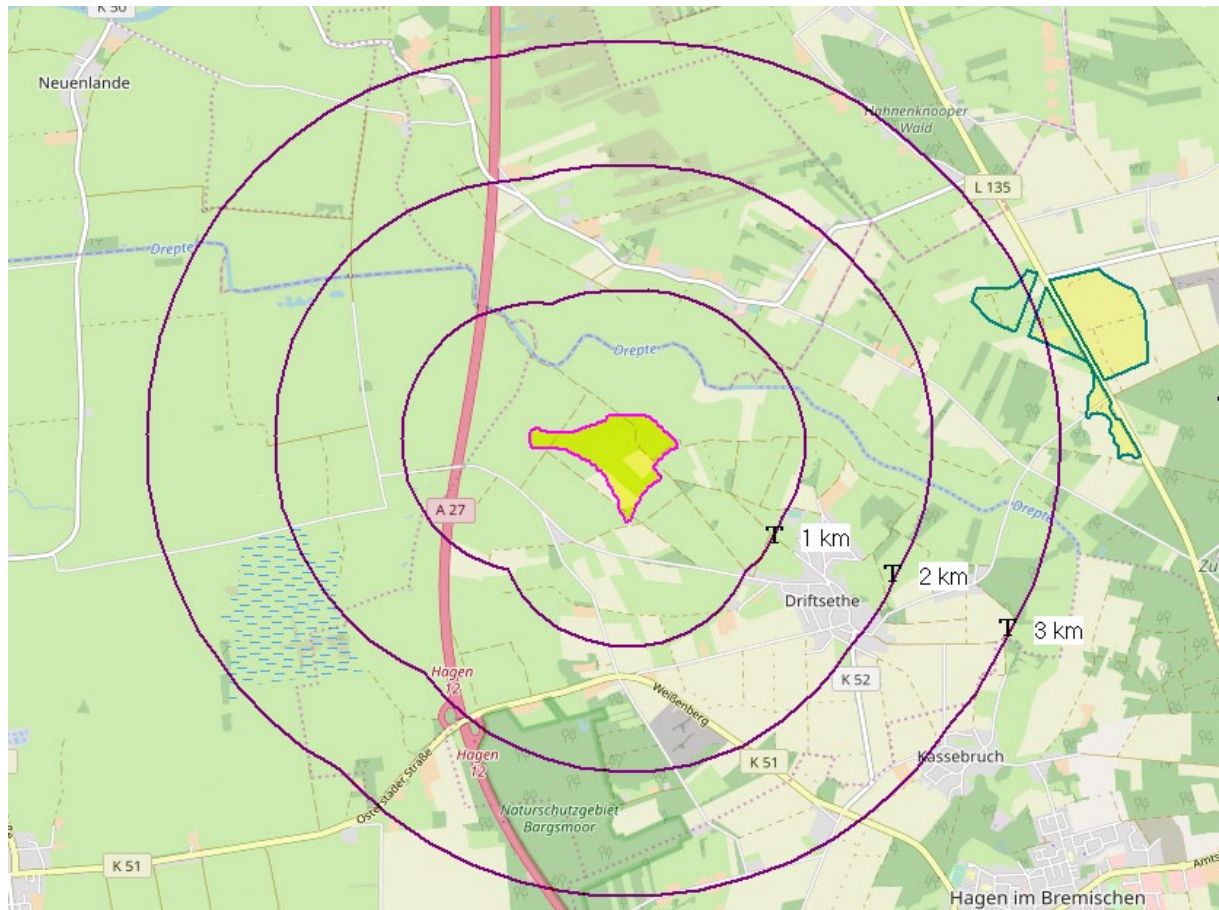 K 50
Neuenlande
Hahnenknooper
Wald
L 135
Drepte
Drepte
A 27
Drepte
T 1 km
T 2 km
Driftsethe
T 3 km
Hagen
12
K 52
Weißenberg
Hagen
12
K 51
Kassebruch
Osterstader Straße
Naturschutzgebiet
Bargsmoor
K 51
Amts
Hagen im Bremischen